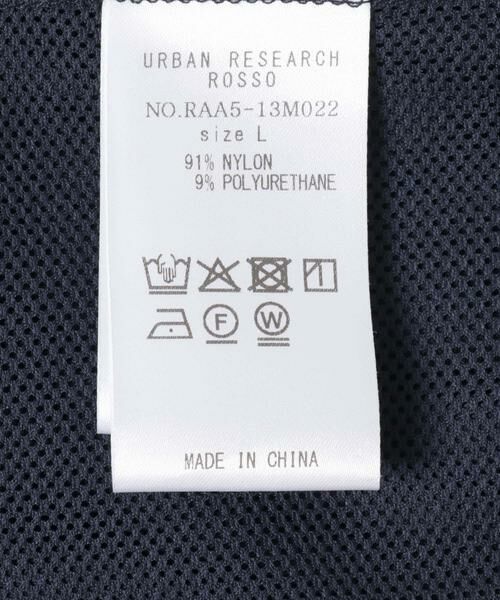 URBAN RESEARCH
ROSSO
NO.RAA5-13M022
size L
91% NYLON
9% POLYURETHANE
F W
MADE IN CHINA